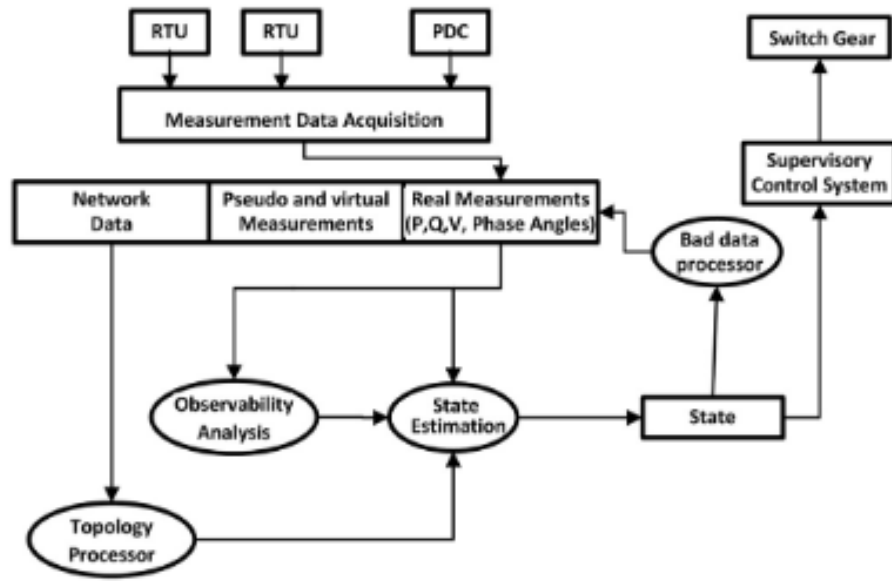 RTU
RTU
PDC
Switch Gear
Measurement Data Acquisition
Supervisory
Control System
Network
Data
Pseudo and virtual
Measurements
Real Measurements
(P,Q,V, Phase Angles)
Bad data
processor
Observability
Analysis
State
Estimation
State
Topology
Processor